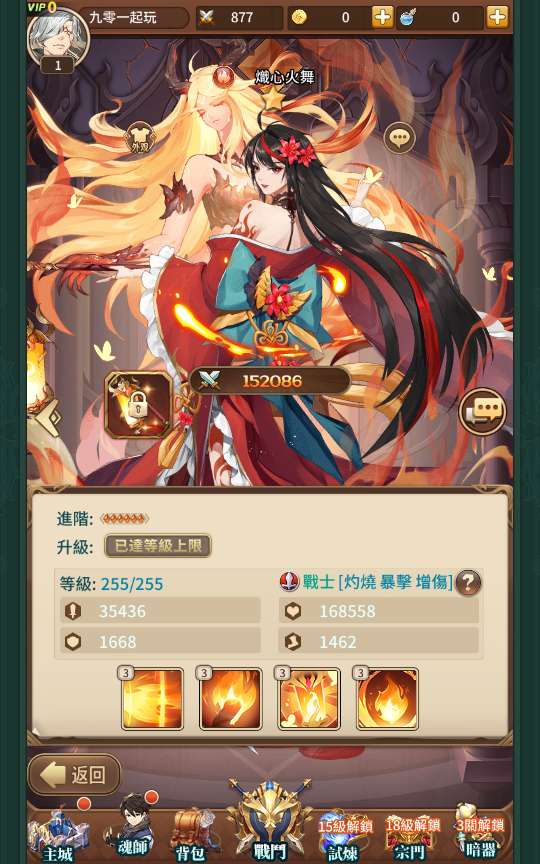 VIP 0
九零一起玩
877
0
0
1
熾心火舞
外观
152086
進階:
升級: 已達等級上限
等級: 255/255
戰士 [灼燒 暴擊 增傷] ?
35436
168558
1668
1462
3
3
3
3
返回
15級解鎖
18級解鎖
3關解鎖
主城
魂師
背包
戰鬥
試煉
宗門
暗器